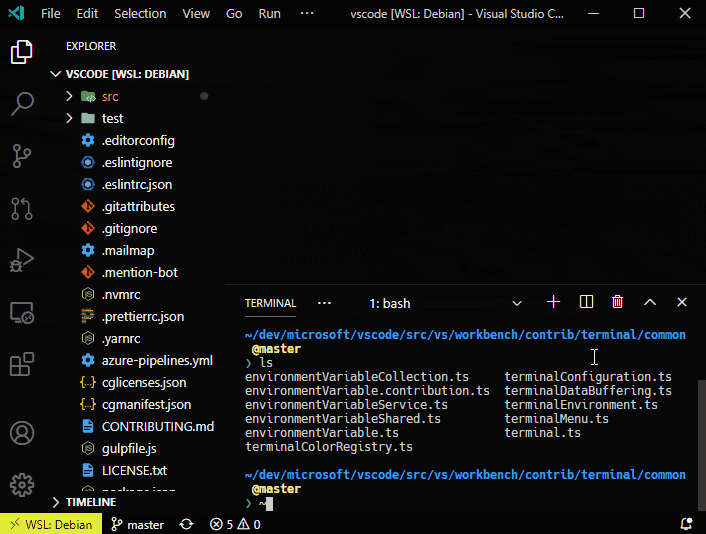 File Edit Selection View Go Run ··· vscode [WSL: Debian] - Visual Studio C...
EXPLORER
VSCODE [WSL: DEBIAN]
src
test
.editorconfig
.eslintignore
.eslintrc.json
.gitattributes
.gitignore
.mailmap
.mention-bot
.nvmrc
.prettierrc.json
.yarnrc
azure-pipelines.yml
cglicenses.json
cgmanifest.json
CONTRIBUTING.md
gulpfile.js
LICENSE.txt
package.json
TIMELINE
TERMINAL ··· 1: bash
~/dev/microsoft/vscode/src/vs/workbench/contrib/terminal/common
@master
❯ ls
environmentVariableCollection.ts terminalConfiguration.ts
environmentVariable.contribution.ts terminalDataBuffering.ts
environmentVariableService.ts terminalEnvironment.ts
environmentVariableShared.ts terminalMenu.ts
environmentVariable.ts terminal.ts
terminalColorRegistry.ts
~/dev/microsoft/vscode/src/vs/workbench/contrib/terminal/common
@master
❯ ~
WSL: Debian master 5 0